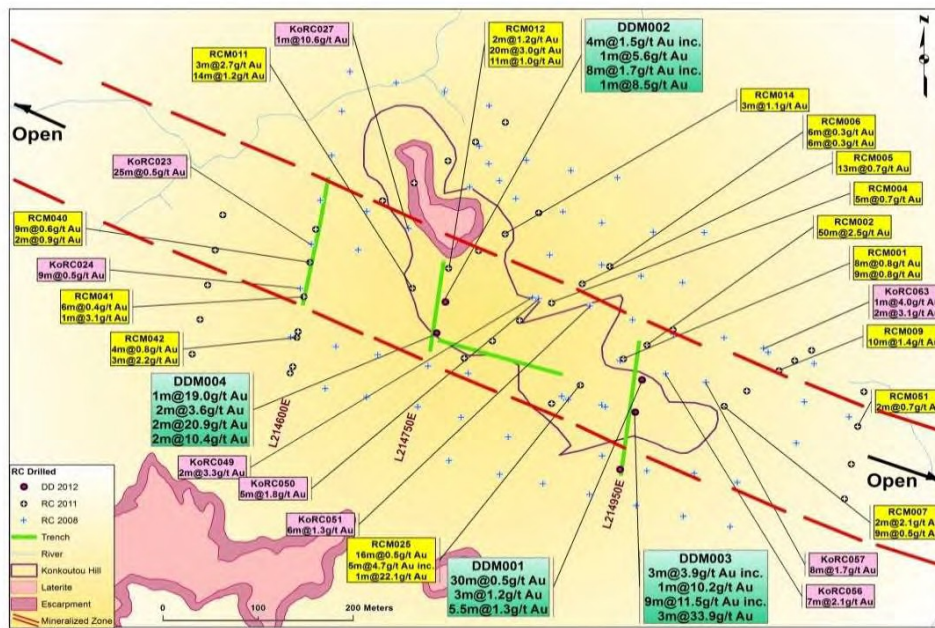 KoRC027
1m@10.6g/t Au
RCM011
3m@2.7g/t Au
14m@1.2g/t Au
RCM012
2m@1.2g/t Au
20m@3.0g/t Au
11m@1.0g/t Au
DDM002
4m@1.5g/t Au inc.
1m@5.6g/t Au
8m@1.7g/t Au inc.
1m@8.5g/t Au
N
RCM014
3m@1.1g/t Au
RCM006
6m@0.3g/t Au
6m@0.3g/t Au
RCM005
13m@0.7g/t Au
RCM004
5m@0.7g/t Au
RCM002
50m@2.5g/t Au
RCM001
8m@0.8g/t Au
9m@0.8g/t Au
KoRC063
1m@4.0g/t Au
2m@3.1g/t Au
RCM009
10m@1.4g/t Au
RCM051
2m@0.7g/t Au
Open
RCM007
2m@2.1g/t Au
9m@0.5g/t Au
KoRC057
8m@1.7g/t Au
KoRC056
7m@2.1g/t Au
Open
KoRC023
25m@0.5g/t Au
RCM040
9m@0.6g/t Au
2m@0.9g/t Au
KoRC024
9m@0.5g/t Au
RCM041
6m@0.4g/t Au
1m@3.1g/t Au
RCM042
4m@0.8g/t Au
3m@2.2g/t Au
DDM004
1m@19.0g/t Au
2m@3.6g/t Au
2m@20.9g/t Au
2m@10.4g/t Au
L214600E
L214750E
L214950E
KoRC049
2m@3.3g/t Au
KoRC050
5m@1.8g/t Au
KoRC051
6m@1.3g/t Au
RCM025
16m@0.5g/t Au
5m@4.7g/t Au inc.
1m@22.1g/t Au
DDM001
30m@0.5g/t Au
3m@1.2g/t Au
5.5m@1.3g/t Au
DDM003
3m@3.9g/t Au inc.
1m@10.2g/t Au
9m@11.5g/t Au inc.
3m@33.9g/t Au
RC Drilled
DD 2012
RC 2011
RC 2008
Trench
River
Konkoutou Hill
Laterite
Escarpment
Mineralized Zone
0 100 200 Meters